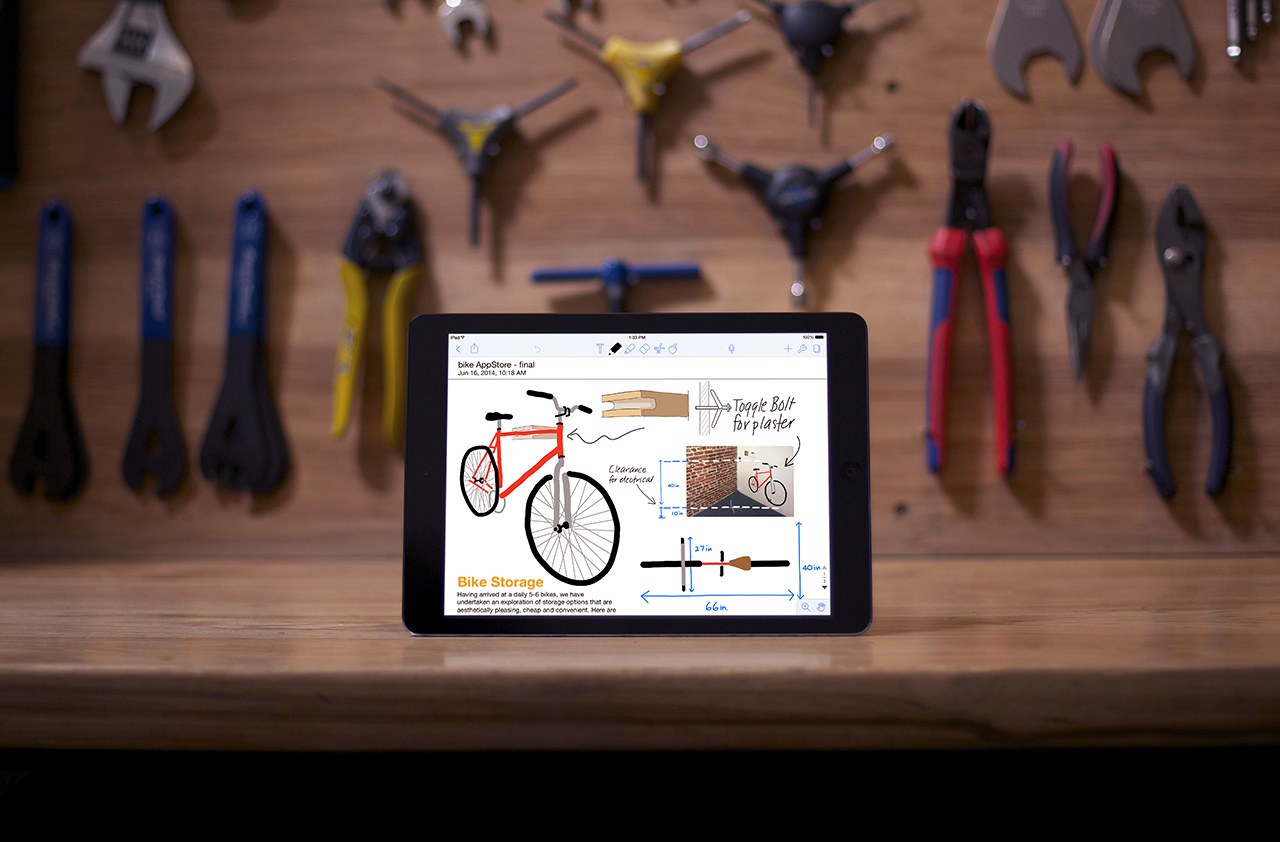 iPad
1:33 PM
100%
bike AppStore - final
Jun 16, 2014, 10:18 AM
Toggle Bolt
for plaster
Clearance
for electrical
40in
10in
27in
40in
66in.
Bike Storage
Having arrived at a daily 5-6 bikes, we have
undertaken an exploration of storage options that are
aesthetically pleasing, cheap and convenient. Here are